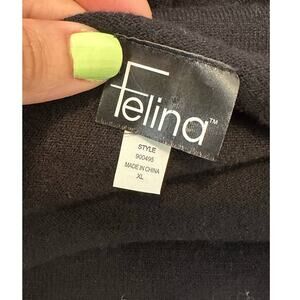 Felina™
STYLE
900495
MADE IN CHINA
XL